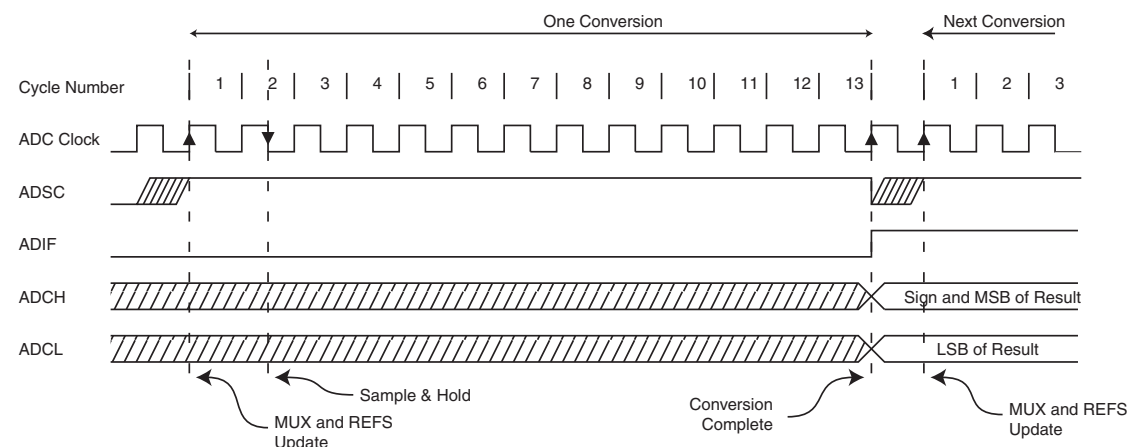 One Conversion
Next Conversion
Cycle Number 1 2 3 4 5 6 7 8 9 10 11 12 13 1 2 3
ADC Clock
ADSC
ADIF
ADCH
Sign and MSB of Result
ADCL
LSB of Result
Sample & Hold
MUX and REFS
Update
Conversion
Complete
MUX and REFS
Update